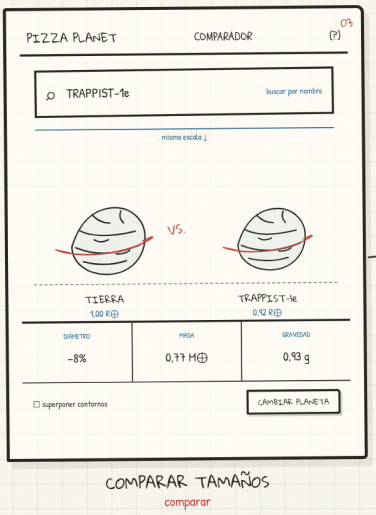 03
PIZZA PLANET COMPARADOR (?)
TRAPPIST-1e buscar por nombre
misma escala ↓
VS.
TIERRA TRAPPIST-1e
1,00 R⊕ 0,92 R⊕
DIÁMETRO MASA GRAVEDAD
−8% 0,77 M⊕ 0,93 g
☐ superponer contornos CAMBIAR PLANETA
COMPARAR TAMAÑOS
comparar